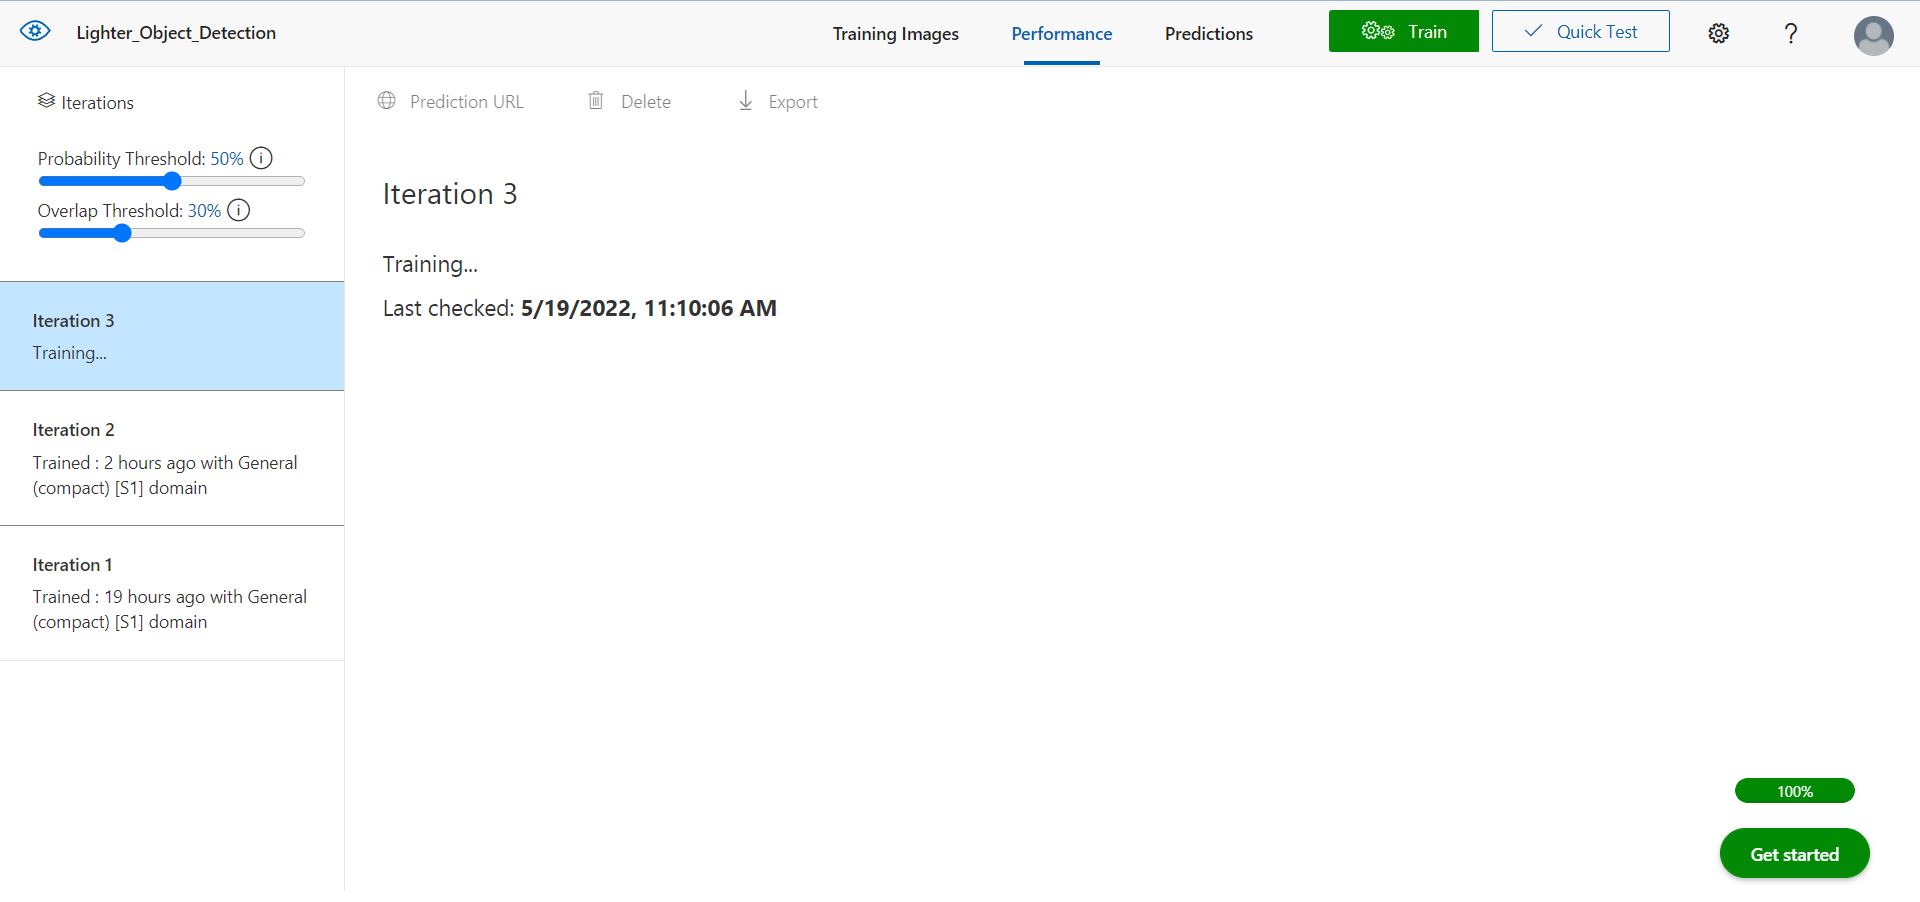 Lighter_Object_Detection
Training Images
Performance
Predictions
Train
Quick Test
?
Iterations
Probability Threshold: 50%
Overlap Threshold: 30%
Iteration 3
Training...
Iteration 2
Trained : 2 hours ago with General
(compact) [S1] domain
Iteration 1
Trained : 19 hours ago with General
(compact) [S1] domain
Prediction URL
Delete
Export
Iteration 3
Training...
Last checked: 5/19/2022, 11:10:06 AM
100%
Get started